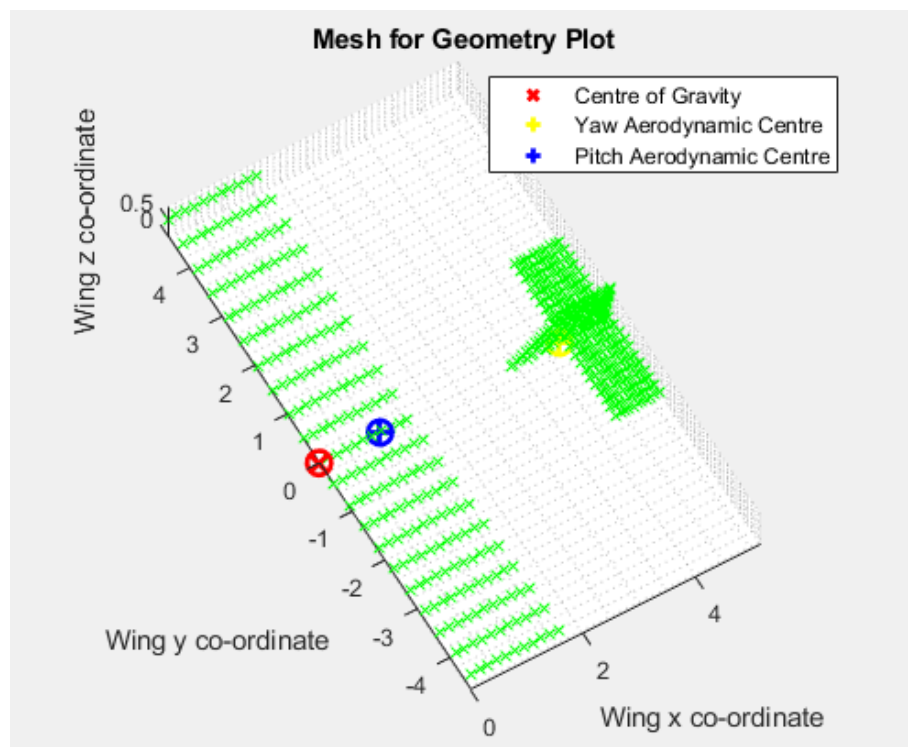 Mesh for Geometry Plot
Centre of Gravity
Yaw Aerodynamic Centre
Pitch Aerodynamic Centre
Wing z co-ordinate
0.5
0
4
3
2
1
0
-1
-2
-3
-4
Wing y co-ordinate
0
2
4
Wing x co-ordinate